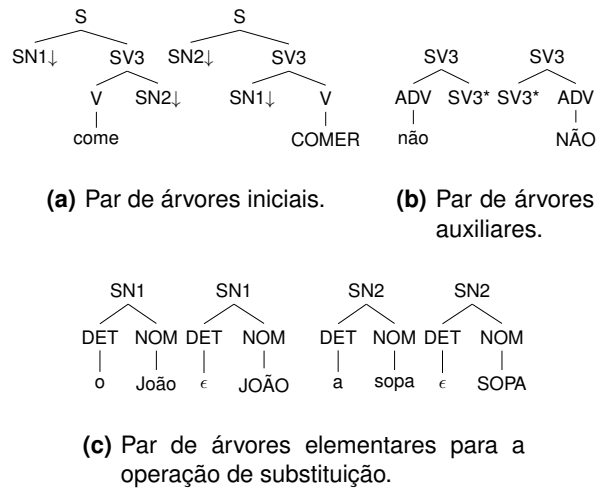 S S
SN1↓ SV3 SN2↓ SV3
V SN2↓ SN1↓ V
come COMER
SV3 SV3
ADV SV3* SV3* ADV
não NÃO
(a) Par de árvores iniciais.
(b) Par de árvores
auxiliares.
SN1 SN1 SN2 SN2
DET NOM DET NOM DET NOM DET NOM
o João ϵ JOÃO a sopa ϵ SOPA
(c) Par de árvores elementares para a
operação de substituição.